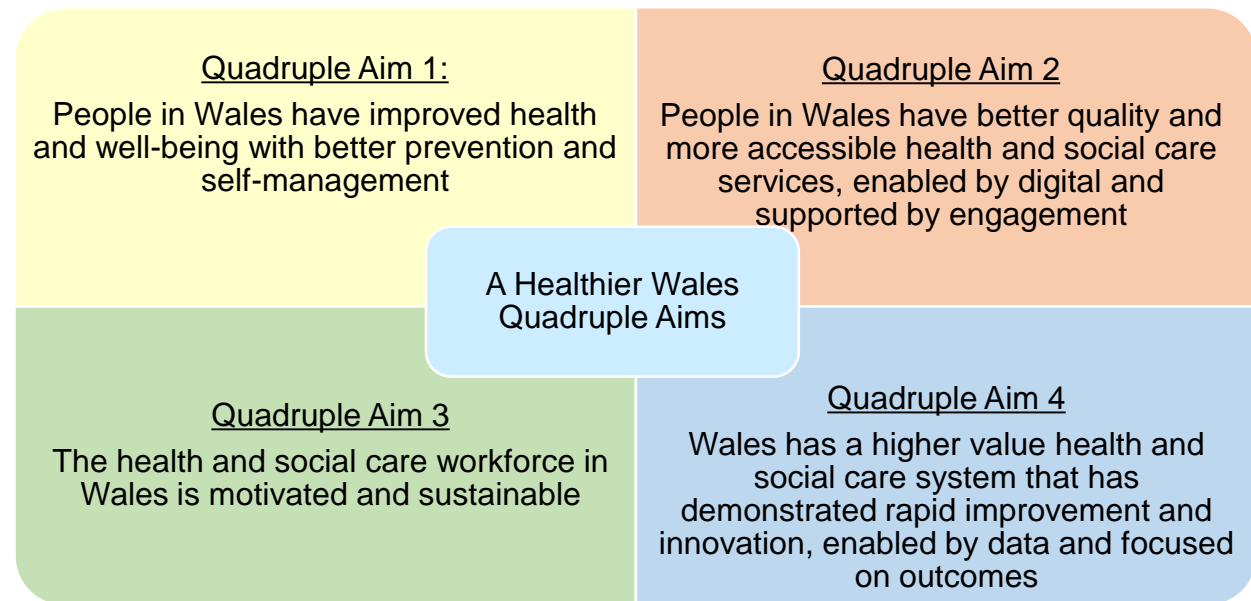 Quadruple Aim 1:
People in Wales have improved health
and well-being with better prevention and
self-management
Quadruple Aim 2
People in Wales have better quality and
more accessible health and social care
services, enabled by digital and
supported by engagement
A Healthier Wales
Quadruple Aims
Quadruple Aim 3
The health and social care workforce in
Wales is motivated and sustainable
Quadruple Aim 4
Wales has a higher value health and
social care system that has
demonstrated rapid improvement and
innovation, enabled by data and focused
on outcomes